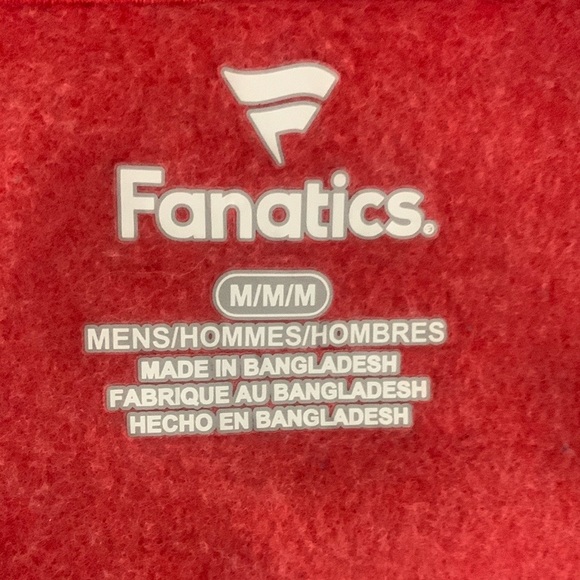 Fanatics.
M/M/M
MENS/HOMMES/HOMBRES
MADE IN BANGLADESH
FABRIQUE AU BANGLADESH
HECHO EN BANGLADESH